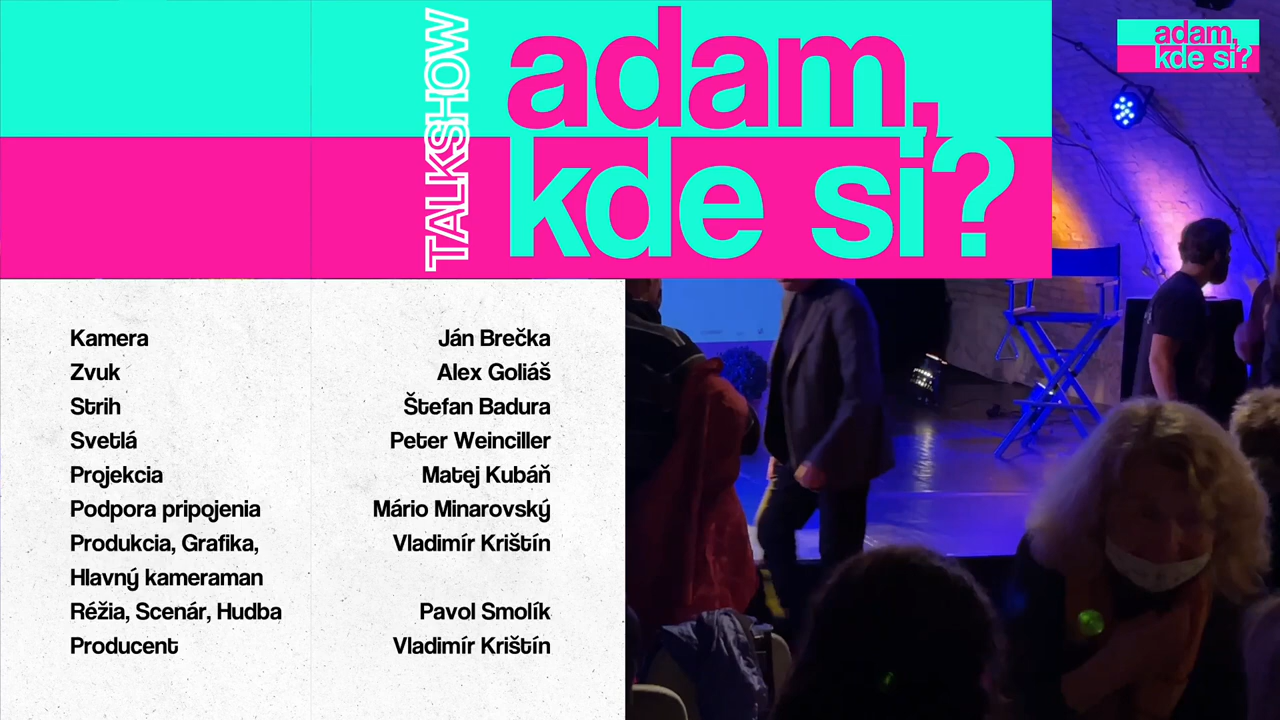 TALKSHOW
adam,
kde si?
adam,
kde si?
Kamera Ján Brečka
Zvuk Alex Goliáš
Strih Štefan Badura
Svetlá Peter Weinciller
Projekcia Matej Kubáň
Podpora pripojenia Mário Minarovský
Produkcia, Grafika, Vladimír Krištín
Hlavný kameraman
Réžia, Scenár, Hudba Pavol Smolík
Producent Vladimír Krištín